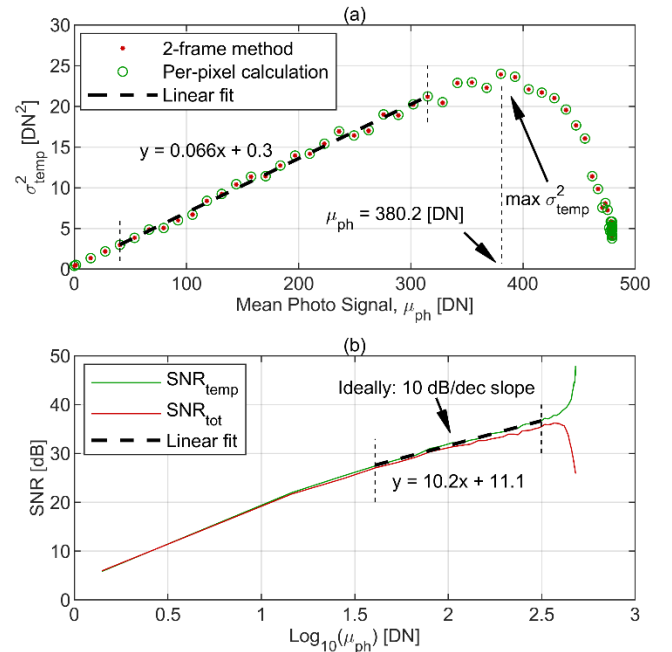 (a)
2-frame method
Per-pixel calculation
Linear fit
y = 0.066x + 0.3
μph = 380.2 [DN]
max σ²temp
σ²temp [DN²]
30
25
20
15
10
5
0
0 100 200 300 400 500
Mean Photo Signal, μph [DN]
(b)
SNRtemp
SNRtot
Linear fit
Ideally: 10 dB/dec slope
y = 10.2x + 11.1
SNR [dB]
50
40
30
20
10
0
0 0.5 1 1.5 2 2.5 3
Log10(μph) [DN]